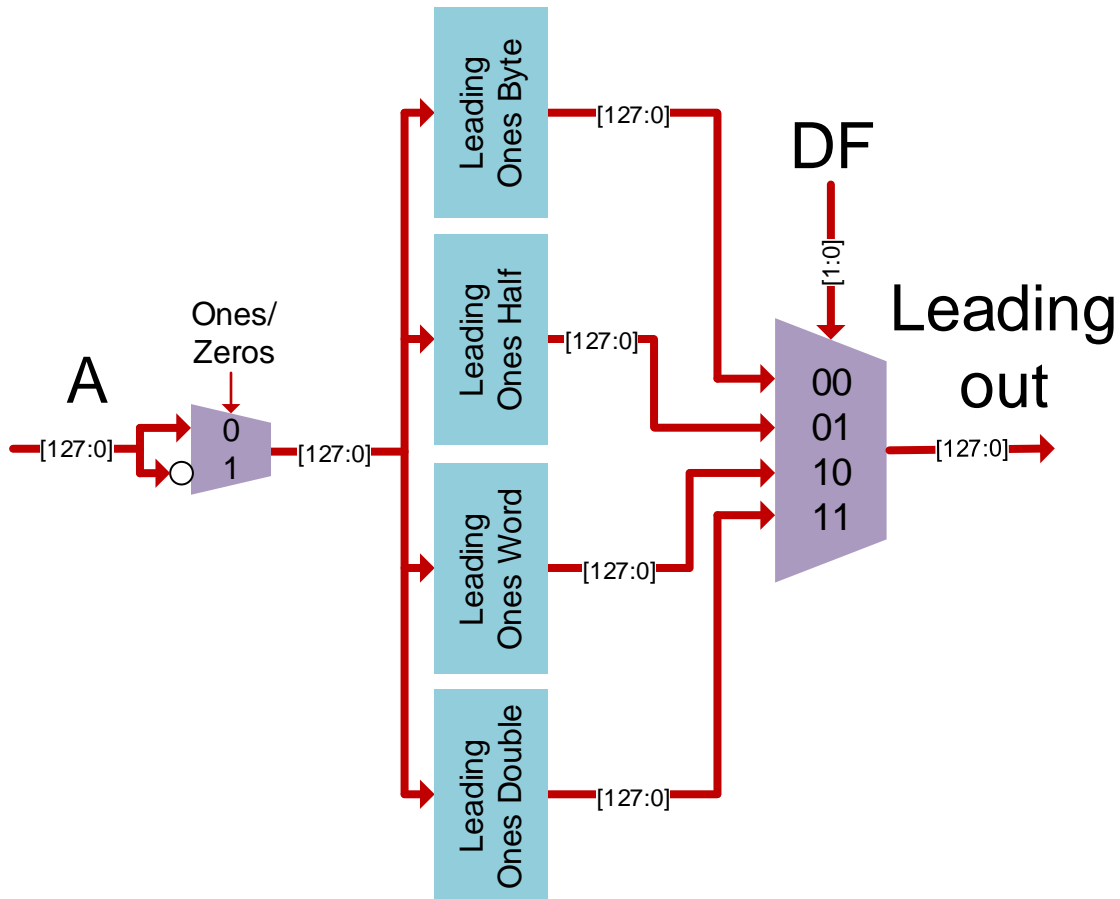 Leading
Ones Byte
[127:0]
DF
[1:0]
Leading
Ones Half
[127:0]
Leading
out
Ones/
Zeros
A
[127:0]
0
1
[127:0]
00
01
10
11
[127:0]
Leading
Ones Word
[127:0]
Leading
Ones Double
[127:0]